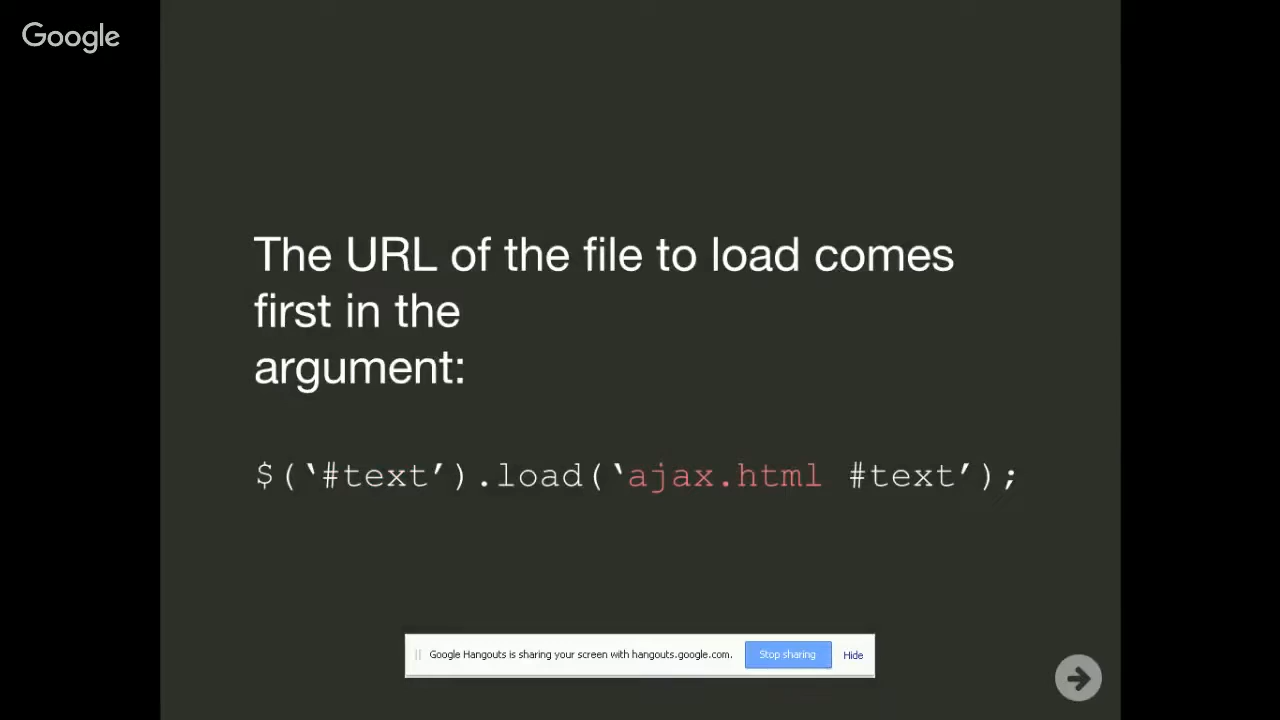 Google
The URL of the file to load comes
first in the
argument:
$(‘#text’).load(‘ajax.html #text’);
Google Hangouts is sharing your screen with hangouts.google.com.
Stop sharing
Hide